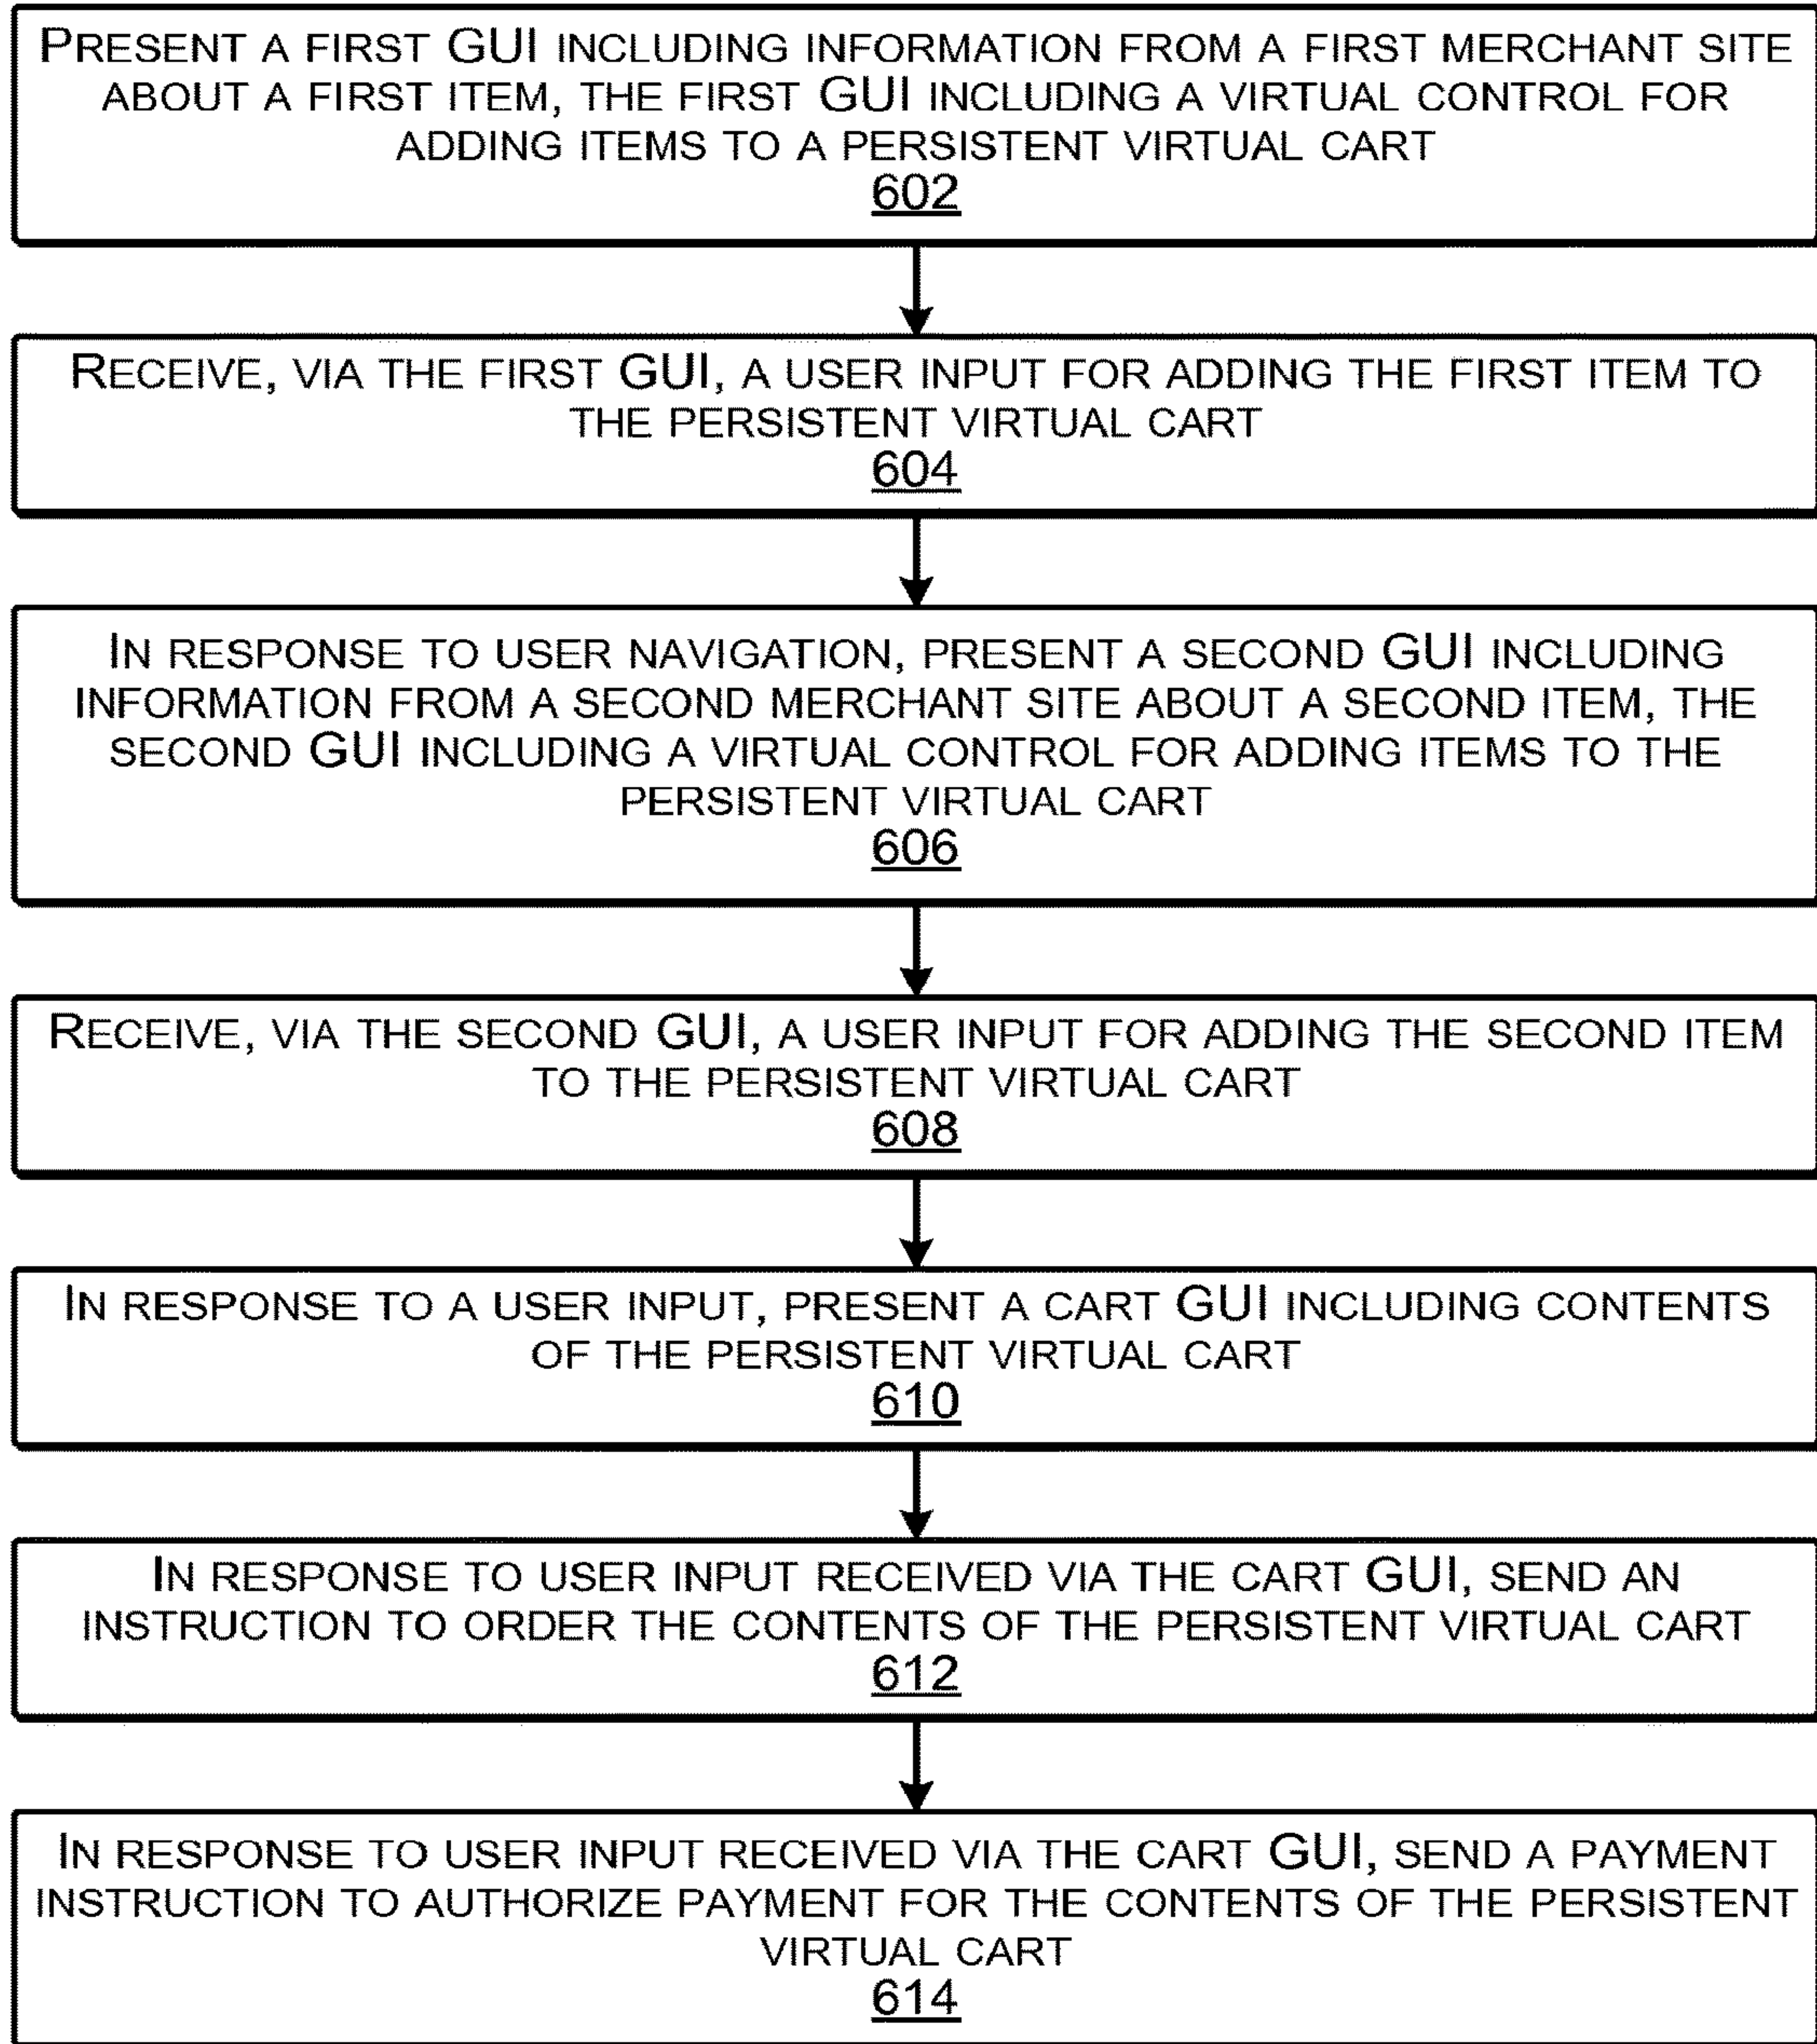 PRESENT A FIRST GUI INCLUDING INFORMATION FROM A FIRST MERCHANT SITE
ABOUT A FIRST ITEM, THE FIRST GUI INCLUDING A VIRTUAL CONTROL FOR
ADDING ITEMS TO A PERSISTENT VIRTUAL CART
602
RECEIVE, VIA THE FIRST GUI, A USER INPUT FOR ADDING THE FIRST ITEM TO
THE PERSISTENT VIRTUAL CART
604
IN RESPONSE TO USER NAVIGATION, PRESENT A SECOND GUI INCLUDING
INFORMATION FROM A SECOND MERCHANT SITE ABOUT A SECOND ITEM, THE
SECOND GUI INCLUDING A VIRTUAL CONTROL FOR ADDING ITEMS TO THE
PERSISTENT VIRTUAL CART
606
RECEIVE, VIA THE SECOND GUI, A USER INPUT FOR ADDING THE SECOND ITEM
TO THE PERSISTENT VIRTUAL CART
608
IN RESPONSE TO A USER INPUT, PRESENT A CART GUI INCLUDING CONTENTS
OF THE PERSISTENT VIRTUAL CART
610
IN RESPONSE TO USER INPUT RECEIVED VIA THE CART GUI, SEND AN
INSTRUCTION TO ORDER THE CONTENTS OF THE PERSISTENT VIRTUAL CART
612
IN RESPONSE TO USER INPUT RECEIVED VIA THE CART GUI, SEND A PAYMENT
INSTRUCTION TO AUTHORIZE PAYMENT FOR THE CONTENTS OF THE PERSISTENT
VIRTUAL CART
614